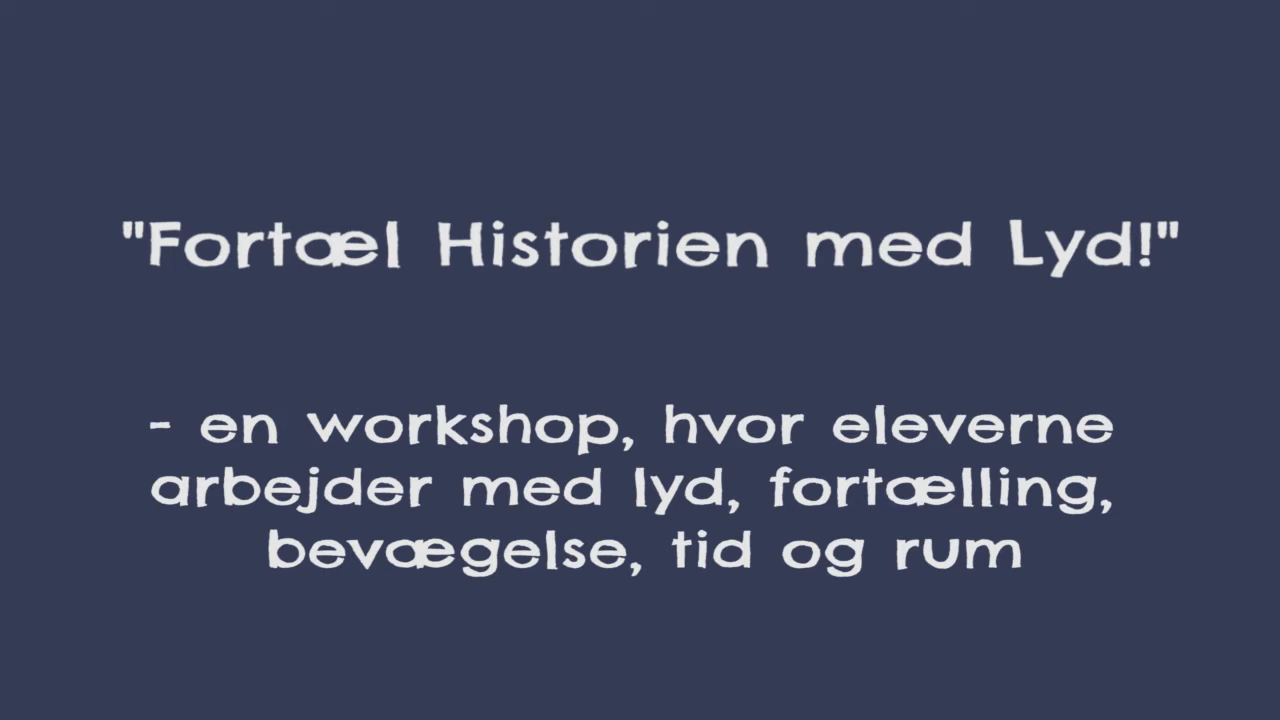 "Fortæl Historien med Lyd!"
- en workshop, hvor eleverne
arbejder med lyd, fortælling,
bevægelse, tid og rum